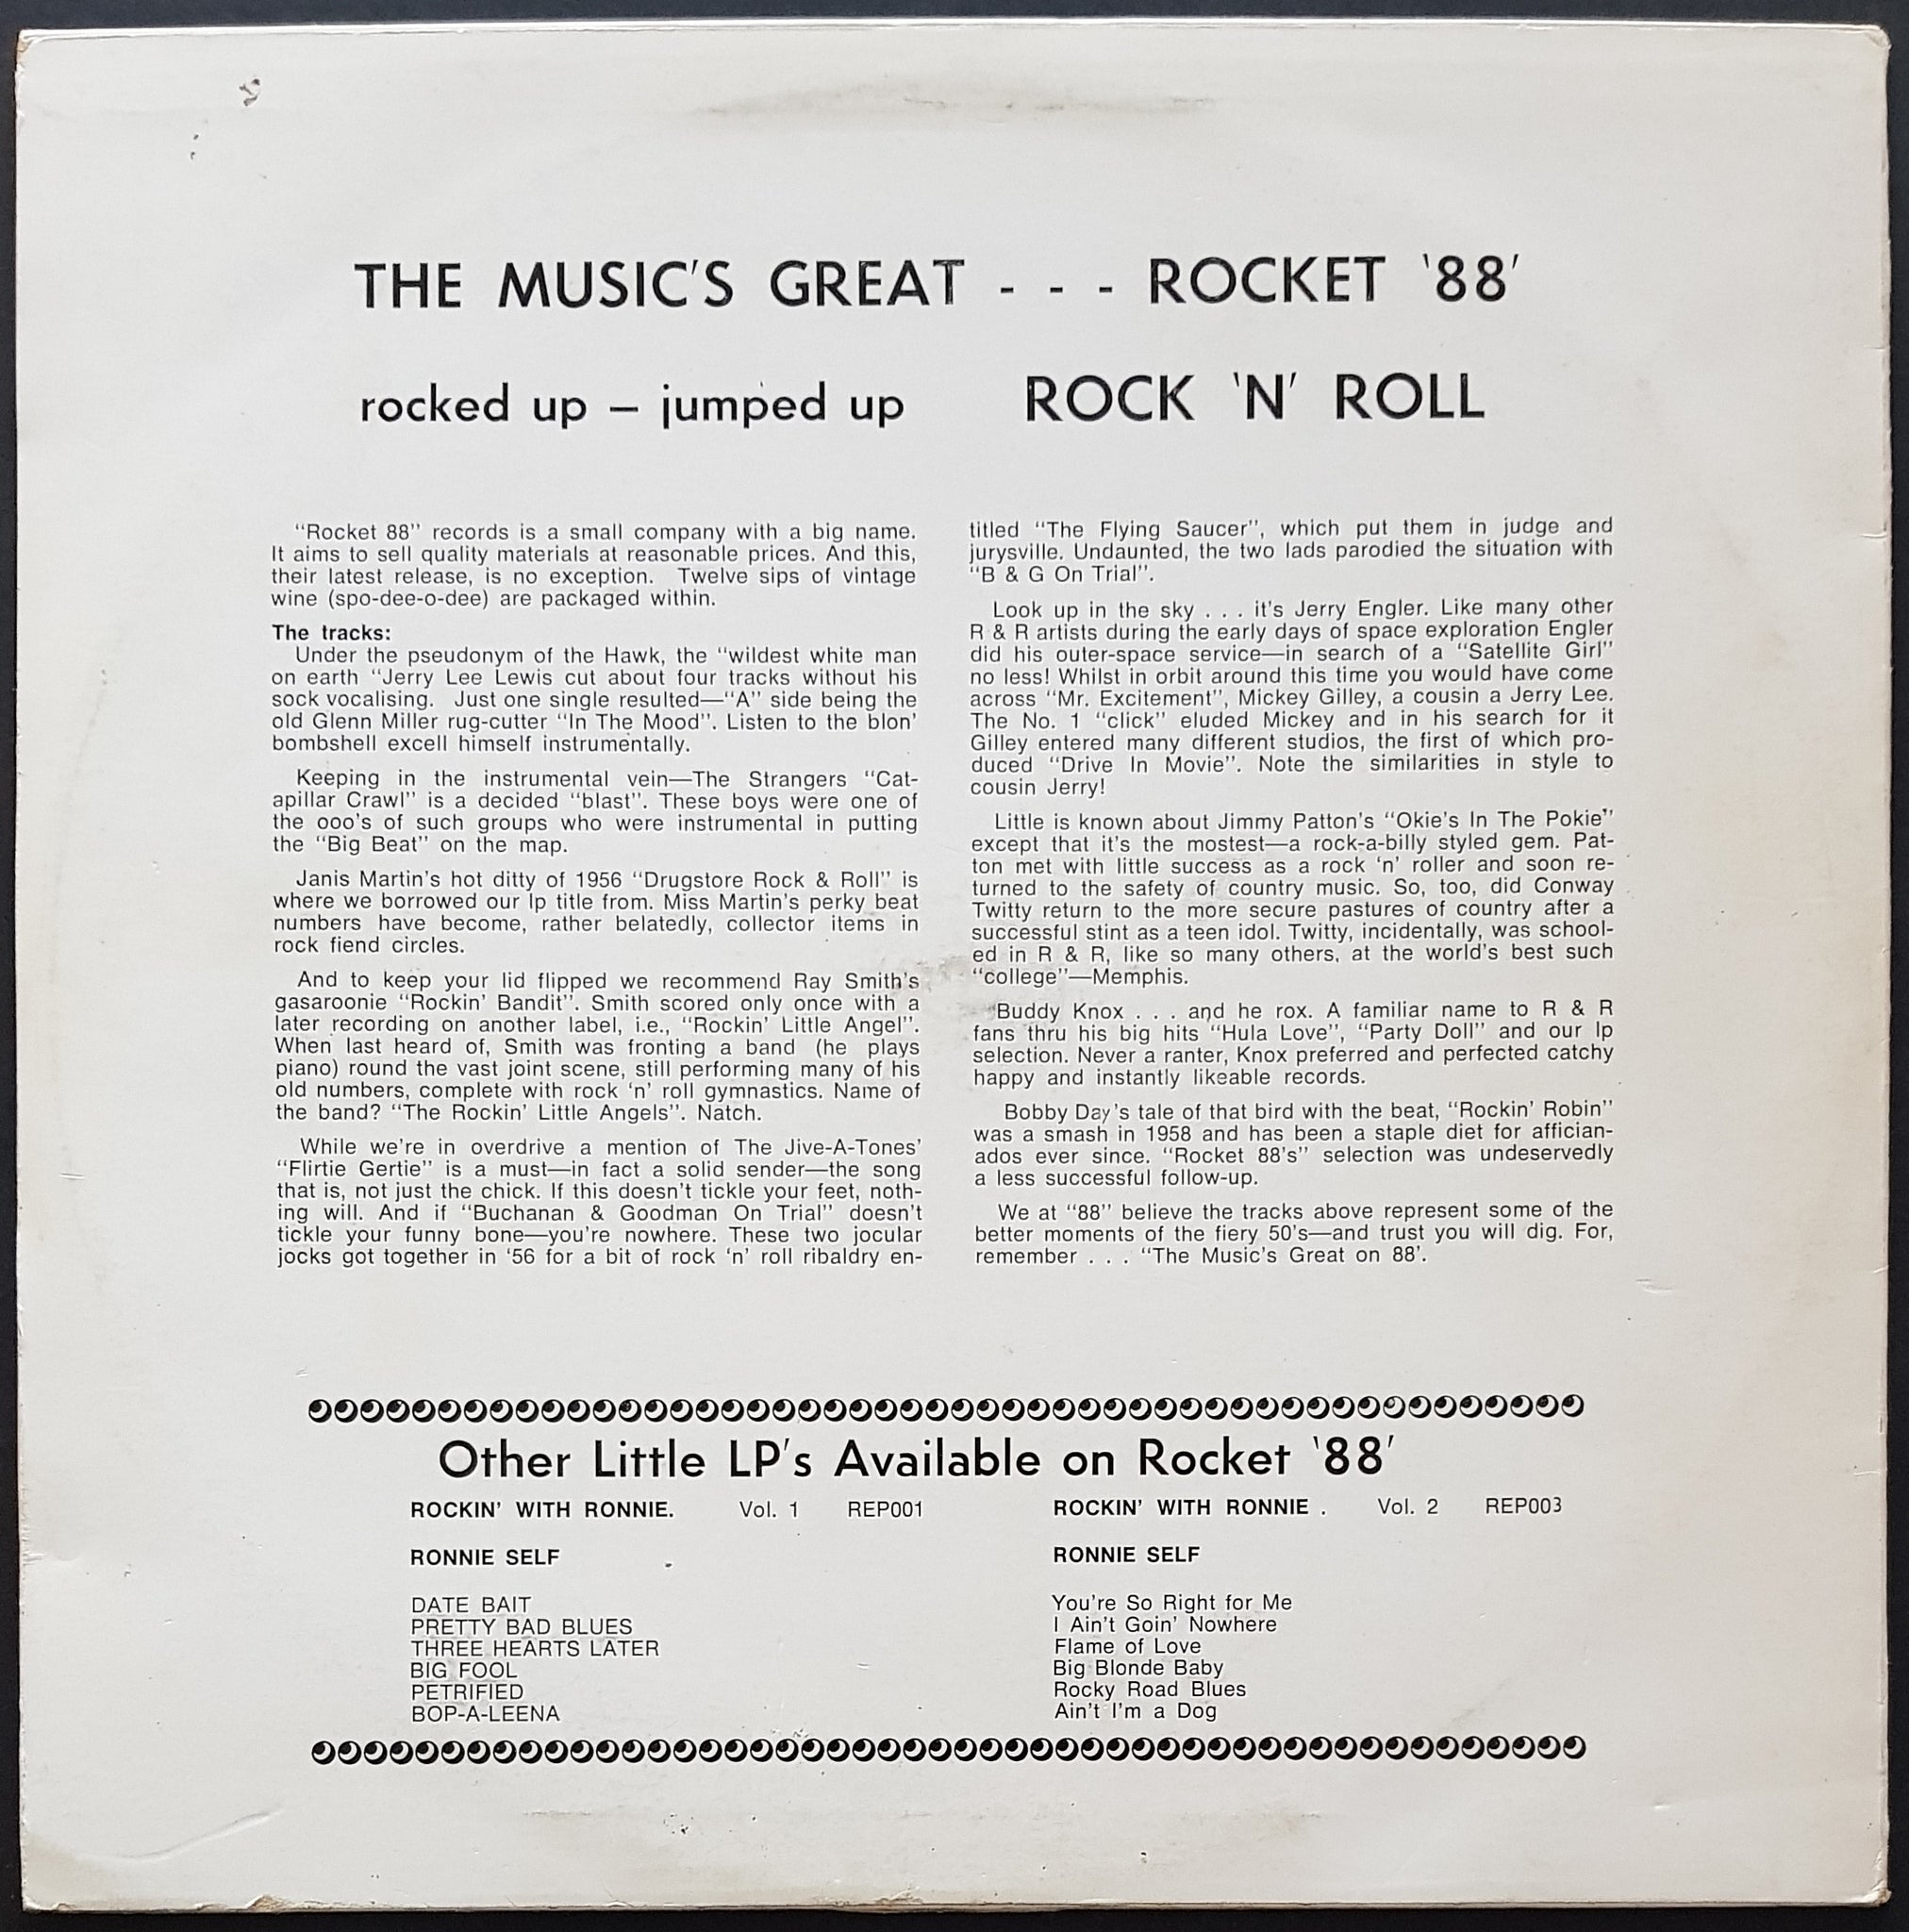 THE MUSIC'S GREAT - - - ROCKET '88'
rocked up – jumped up ROCK 'N' ROLL
"Rocket 88" records is a small company with a big name.
It aims to sell quality materials at reasonable prices. And this,
their latest release, is no exception. Twelve sips of vintage
wine (spo-dee-o-dee) are packaged within.
The tracks:
Under the pseudonym of the Hawk, the "wildest white man
on earth "Jerry Lee Lewis cut about four tracks without his
sock vocalising. Just one single resulted—"A" side being the
old Glenn Miller rug-cutter "In The Mood". Listen to the blon'
bombshell excell himself instrumentally.
Keeping in the instrumental vein—The Strangers "Cat-
apillar Crawl" is a decided "blast". These boys were one of
the ooo's of such groups who were instrumental in putting
the "Big Beat" on the map.
Janis Martin's hot ditty of 1956 "Drugstore Rock & Roll" is
where we borrowed our lp title from. Miss Martin's perky beat
numbers have become, rather belatedly, collector items in
rock fiend circles.
And to keep your lid flipped we recommend Ray Smith's
gasaroonie "Rockin' Bandit". Smith scored only once with a
later recording on another label, i.e., "Rockin' Little Angel".
When last heard of, Smith was fronting a band (he plays
piano) round the vast joint scene, still performing many of his
old numbers, complete with rock 'n' roll gymnastics. Name of
the band? "The Rockin' Little Angels". Natch.
While we're in overdrive a mention of The Jive-A-Tones'
"Flirtie Gertie" is a must—in fact a solid sender—the song
that is, not just the chick. If this doesn't tickle your feet, noth-
ing will. And if "Buchanan & Goodman On Trial" doesn't
tickle your funny bone—you're nowhere. These two jocular
jocks got together in '56 for a bit of rock 'n' roll ribaldry en-
titled "The Flying Saucer", which put them in judge and
jurysville. Undaunted, the two lads parodied the situation with
"B & G On Trial".
Look up in the sky . . . it's Jerry Engler. Like many other
R & R artists during the early days of space exploration Engler
did his outer-space service—in search of a "Satellite Girl"
no less! Whilst in orbit around this time you would have come
across "Mr. Excitement", Mickey Gilley, a cousin a Jerry Lee.
The No. 1 "click" eluded Mickey and in his search for it
Gilley entered many different studios, the first of which pro-
duced "Drive In Movie". Note the similarities in style to
cousin Jerry!
Little is known about Jimmy Patton's "Okie's In The Pokie"
except that it's the mostest—a rock-a-billy styled gem. Pat-
ton met with little success as a rock 'n' roller and soon re-
turned to the safety of country music. So, too, did Conway
Twitty return to the more secure pastures of country after a
successful stint as a teen idol. Twitty, incidentally, was school-
ed in R & R, like so many others, at the world's best such
"college"—Memphis.
Buddy Knox . . . and he rox. A familiar name to R & R
fans thru his big hits "Hula Love", "Party Doll" and our lp
selection. Never a ranter, Knox preferred and perfected catchy
happy and instantly likeable records.
Bobby Day's tale of that bird with the beat, "Rockin' Robin"
was a smash in 1958 and has been a staple diet for affician-
ados ever since. "Rocket 88's" selection was undeservedly
a less successful follow-up.
We at "88" believe the tracks above represent some of the
better moments of the fiery 50's—and trust you will dig. For,
remember . . . "The Music's Great on 88'.
Other Little LP's Available on Rocket '88'
ROCKIN' WITH RONNIE. Vol. 1 REP001
RONNIE SELF
DATE BAIT
PRETTY BAD BLUES
THREE HEARTS LATER
BIG FOOL
PETRIFIED
BOP-A-LEENA
ROCKIN' WITH RONNIE . Vol. 2 REP003
RONNIE SELF
You're So Right for Me
I Ain't Goin' Nowhere
Flame of Love
Big Blonde Baby
Rocky Road Blues
Ain't I'm a Dog